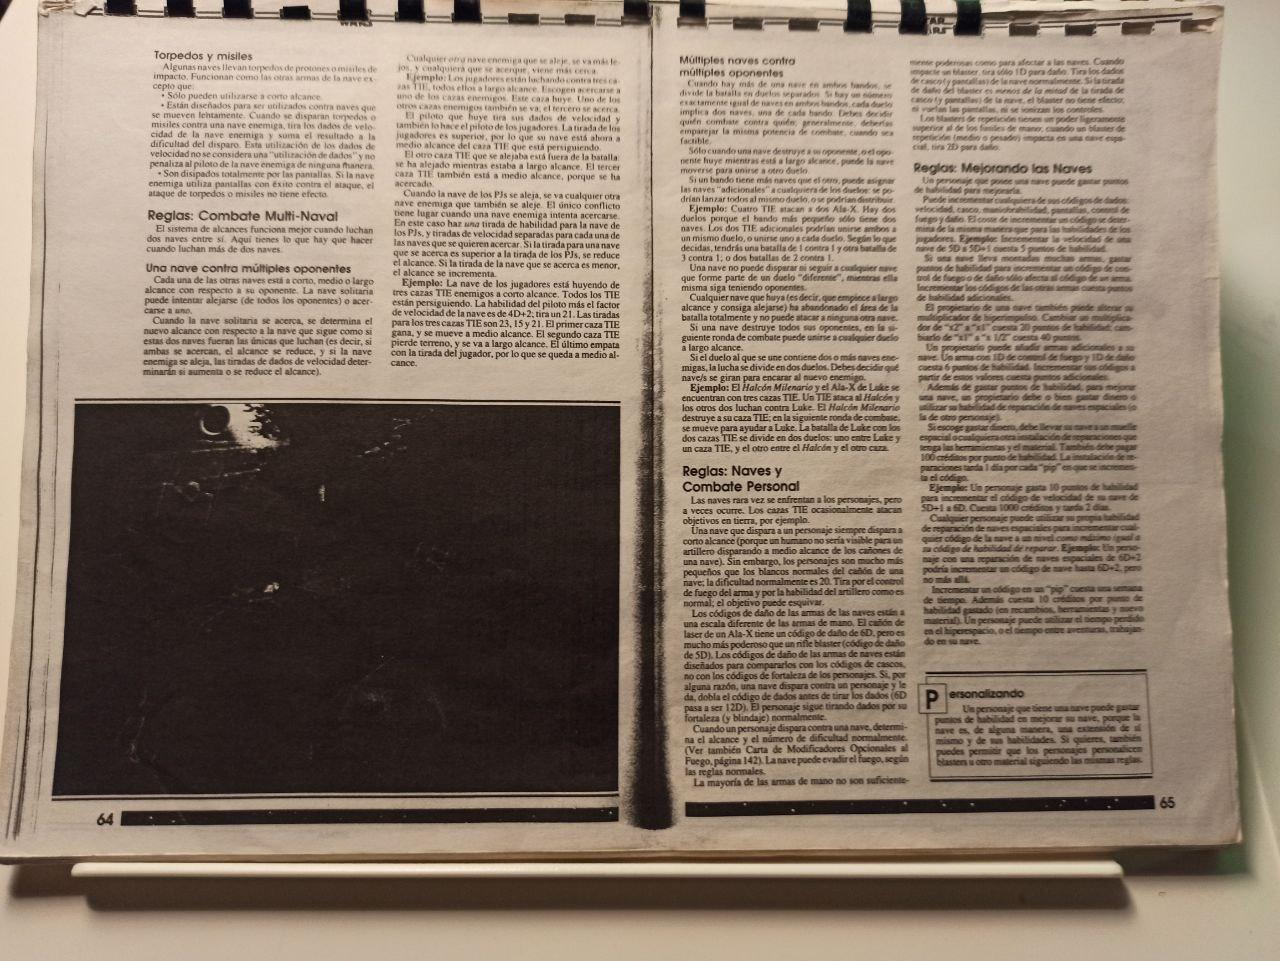 WARS
Torpedos y misiles
Algunas naves llevan torpedos de protones o misiles de
impacto. Funcionan como las otras armas de la nave ex-
cepto que:
• Sólo pueden utilizarse a corto alcance.
• Están diseñados para ser utilizados contra naves que
se mueven lentamente. Cuando se disparan torpedos o
misiles contra una nave enemiga, tira los dados de velo-
cidad de la nave enemiga y suma el resultado a la
dificultad del disparo. Esta utilización de los dados de
velocidad no se considera una "utilización de dados" y no
penaliza al piloto de la nave enemiga de ninguna manera.
• Son disipados totalmente por las pantallas. Si la nave
enemiga utiliza pantallas con éxito contra el ataque, el
ataque de torpedos o misiles no tiene efecto.
Reglas: Combate Multi-Naval
El sistema de alcances funciona mejor cuando luchan
dos naves entre sí. Aquí tienes lo que hay que hacer
cuando luchan más de dos naves.
Una nave contra múltiples oponentes
Cada una de las otras naves está a corto, medio o largo
alcance con respecto a su oponente. La nave solitaria
puede intentar alejarse (de todos los oponentes) o acer-
carse a uno.
Cuando la nave solitaria se acerca, se determina el
nuevo alcance con respecto a la nave que sigue como si
estas dos naves fueran las únicas que luchan (es decir, si
ambas se acercan, el alcance se reduce, y si la nave
enemiga se aleja, las tiradas de dados de velocidad deter-
minarán si aumenta o se reduce el alcance).
Cualquier otra nave enemiga que se aleje, se va más le-
jos, y cualquiera que se acerque, viene más cerca.
Ejemplo: Los jugadores están luchando contra tres ca-
zas TIE, todos ellos a largo alcance. Escogen acercarse a
uno de los cazas enemigos. Este caza huye. Uno de los
otros cazas enemigos también se va; el tercero se acerca.
El piloto que huye tira sus dados de velocidad y
también lo hace el piloto de los jugadores. La tirada de los
jugadores es superior, por lo que su nave está ahora a
medio alcance del caza TIE que está persiguiendo.
El otro caza TIE que se alejaba está fuera de la batalla:
se ha alejado mientras estaba a largo alcance. El tercer
caza TIE también está a medio alcance, porque se ha
acercado.
Cuando la nave de los PJs se aleja, se va cualquier otra
nave enemiga que también se aleje. El único conflicto
tiene lugar cuando una nave enemiga intenta acercarse.
En este caso haz una tirada de habilidad para la nave de
los PJs, y tiradas de velocidad separadas para cada una de
las naves que se quieren acercar. Si la tirada para una nave
que se acerca es superior a la tirada de los PJs, se reduce
el alcance. Si la tirada de la nave que se acerca es menor,
el alcance se incrementa.
Ejemplo: La nave de los jugadores está huyendo de
tres cazas TIE enemigos a corto alcance. Todos los TIE
están persiguiendo. La habilidad del piloto más el factor
de velocidad de la nave es de 4D+2; tira un 21. Las tiradas
para los tres cazas TIE son 23, 15 y 21. El primer caza TIE
gana, y se mueve a medio alcance. El segundo caza TIE
pierde terreno, y se va a largo alcance. El último empata
con la tirada del jugador, por lo que se queda a medio al-
cance.
64
Múltiples naves contra
múltiples oponentes
Cuando hay más de una nave en ambos bandos, se
divide la batalla en duelos separados. Si hay un número
exactamente igual de naves en ambos bandos, cada duelo
implica dos naves, una de cada bando. Debes decidir
quién combate contra quién; generalmente, deberías
emparejar la misma potencia de combate, cuando sea
factible.
Sólo cuando una nave destruye a su oponente, o el opo-
nente huye mientras está a largo alcance, puede la nave
moverse para unirse a otro duelo.
Si un bando tiene más naves que el otro, puede asignar
las naves "adicionales" a cualquiera de los duelos: se po-
drían lanzar todos al mismo duelo, o se podrían distribuir.
Ejemplo: Cuatro TIE atacan a dos Ala-X. Hay dos
duelos porque el bando más pequeño sólo tiene dos
naves. Los dos TIE adicionales podrían unirse ambos a
un mismo duelo, o unirse uno a cada duelo. Según lo que
decidas, tendrás una batalla de 1 contra 1 y otra batalla de
3 contra 1; o dos batallas de 2 contra 1.
Una nave no puede disparar ni seguir a cualquier nave
que forme parte de un duelo "diferente", mientras ella
misma siga teniendo oponentes.
Cualquier nave que huya (es decir, que empiece a largo
alcance y consiga alejarse) ha abandonado el área de la
batalla totalmente y no puede atacar a ninguna otra nave.
Si una nave destruye todos sus oponentes, en la si-
guiente ronda de combate puede unirse a cualquier duelo
a largo alcance.
Si el duelo al que se une contiene dos o más naves ene-
migas, la lucha se divide en dos duelos. Debes decidir qué
nave/s se giran para encarar al nuevo enemigo.
Ejemplo: El Halcón Milenario y el Ala-X de Luke se
encuentran con tres cazas TIE. Un TIE ataca al Halcón y
los otros dos luchan contra Luke. El Halcón Milenario
destruye a su caza TIE; en la siguiente ronda de combate,
se mueve para ayudar a Luke. La batalla de Luke con los
dos cazas TIE se divide en dos duelos: uno entre Luke y
un caza TIE, y el otro entre el Halcón y el otro caza.
Reglas: Naves y
Combate Personal
Las naves rara vez se enfrentan a los personajes, pero
a veces ocurre. Los cazas TIE ocasionalmente atacan
objetivos en tierra, por ejemplo.
Una nave que dispara a un personaje siempre dispara a
corto alcance (porque un humano no sería visible para un
artillero disparando a medio alcance de los cañones de
una nave). Sin embargo, los personajes son mucho más
pequeños que los blancos normales del cañón de una
nave; la dificultad normalmente es 20. Tira por el control
de fuego del arma y por la habilidad del artillero como es
normal; el objetivo puede esquivar.
Los códigos de daño de las armas de las naves están a
una escala diferente de las armas de mano. El cañón de
laser de un Ala-X tiene un código de daño de 6D, pero es
mucho más poderoso que un rifle blaster (código de daño
de 5D). Los códigos de daño de las armas de naves están
diseñados para compararlos con los códigos de cascos,
no con los códigos de fortaleza de los personajes. Si, por
alguna razón, una nave dispara contra un personaje y le
da, dobla el código de dados antes de tirar los dados (6D
pasa a ser 12D). El personaje sigue tirando dados por su
fortaleza (y blindaje) normalmente.
Cuando un personaje dispara contra una nave, determi-
na el alcance y el número de dificultad normalmente.
(Ver también Carta de Modificadores Opcionales al
Fuego, página 142). La nave puede evadir el fuego, según
las reglas normales.
La mayoría de las armas de mano no son suficiente-
mente poderosas como para afectar a las naves. Cuando
impacte un blaster, tira sólo 1D para daño. Tira los dados
de casco (y pantallas) de la nave normalmente. Si la tirada
de daño del blaster es menos de la mitad de la tirada de
casco (y pantallas) de la nave, el blaster no tiene efecto;
ni vuelan las pantallas, ni se ionizan los controles.
Los blasters de repetición tienen un poder ligeramente
superior al de los fusiles de mano; cuando un blaster de
repetición (medio o pesado) impacta en una nave espa-
cial, tira 2D para daño.
Reglas: Mejorando las Naves
Un personaje que posee una nave puede gastar puntos
de habilidad para mejorarla.
Puede incrementar cualquiera de sus códigos de dados:
velocidad, casco, maniobrabilidad, pantallas, control de
fuego y daño. El coste de incrementar un código se deter-
mina de la misma manera que para las habilidades de los
jugadores. Ejemplo: Incrementar la velocidad de una
nave de 5D a 5D+1 cuesta 5 puntos de habilidad.
Si una nave lleva montadas muchas armas, gastar
puntos de habilidad para incrementar un código de con-
trol de fuego o de daño sólo afecta al código de un arma.
Incrementar los códigos de las otras armas cuesta puntos
de habilidad adicionales.
El propietario de una nave también puede alterar su
multiplicador de hiperimpulso. Cambiar un multiplica-
dor de "x2" a "x1" cuesta 20 puntos de habilidad; cam-
biarlo de "x1" a "x 1/2" cuesta 40 puntos.
Un propietario puede añadir armas adicionales a su
nave. Un arma con 1D de control de fuego y 1D de daño
cuesta 6 puntos de habilidad. Incrementar sus códigos a
partir de estos valores cuesta puntos adicionales.
Además de gastar puntos de habilidad, para mejorar
una nave, un propietario debe o bien gastar dinero o
utilizar su habilidad de reparación de naves espaciales (o
la de otro personaje).
Si escoge gastar dinero, debe llevar su nave a un muelle
espacial o cualquiera otra instalación de reparaciones que
tenga las herramientas y el material. También debe pagar
100 créditos por punto de habilidad. La instalación de re-
paraciones tarda 1 día por cada "pip" en que se incremen-
ta el código.
Ejemplo: Un personaje gasta 10 puntos de habilidad
para incrementar el código de velocidad de su nave de
5D+1 a 6D. Cuesta 1000 créditos y tarda 2 días.
Cualquier personaje puede utilizar su propia habilidad
de reparación de naves espaciales para incrementar cual-
quier código de la nave a un nivel como máximo igual a
su código de habilidad de reparar. Ejemplo: Un perso-
naje con una reparación de naves espaciales de 6D+2
podría incrementar un código de nave hasta 6D+2, pero
no más allá.
Incrementar un código en un "pip" cuesta una semana
de tiempo. Además cuesta 10 créditos por punto de
habilidad gastado (en recambios, herramientas y nuevo
material). Un personaje puede utilizar el tiempo perdido
en el hiperespacio, o el tiempo entre aventuras, trabajan-
do en su nave.
Personalizando
Un personaje que tiene una nave puede gastar
puntos de habilidad en mejorar su nave, porque la
nave es, de alguna manera, una extensión de sí
mismo y de sus habilidades. Si quieres, también
puedes permitir que los personajes personalicen
blasters u otro material siguiendo las mismas reglas.
65